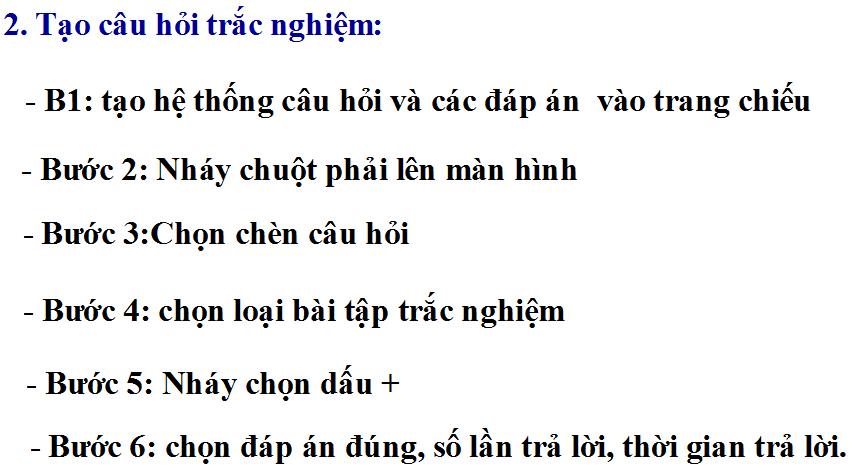 2. Tạo câu hỏi trắc nghiệm:
- B1: tạo hệ thống câu hỏi và các đáp án vào trang chiếu
- Bước 2: Nháy chuột phải lên màn hình
- Bước 3:Chọn chèn câu hỏi
- Bước 4: chọn loại bài tập trắc nghiệm
- Bước 5: Nháy chọn dấu +
- Bước 6: chọn đáp án đúng, số lần trả lời, thời gian trả lời.